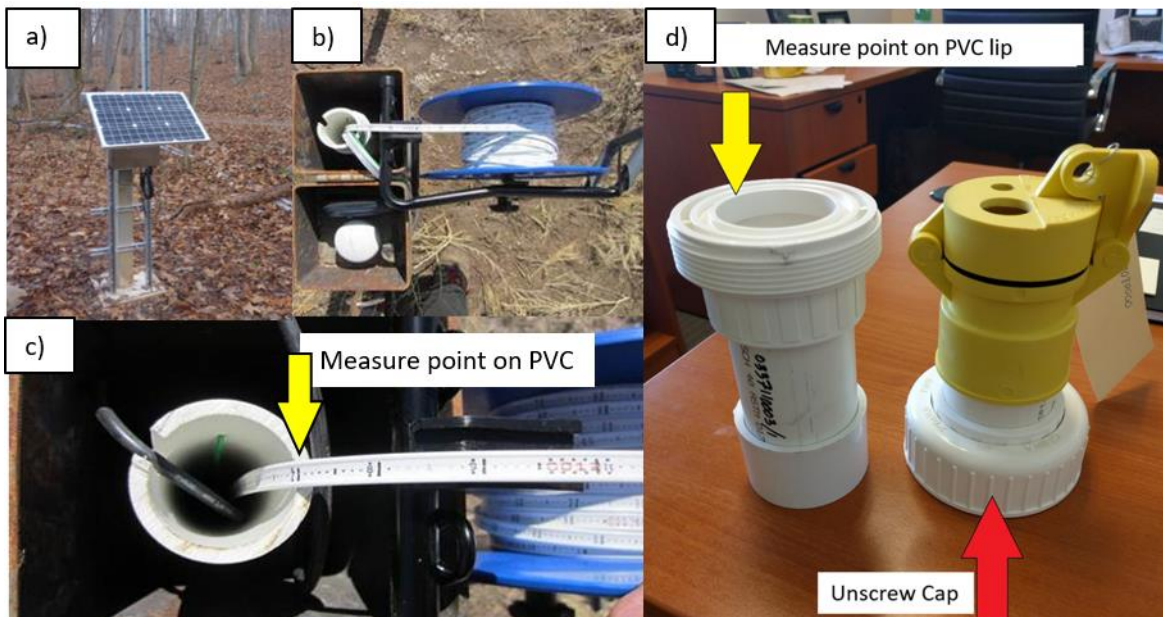 a)
b)
c)
Measure point on PVC
d)
Measure point on PVC lip
Unscrew Cap